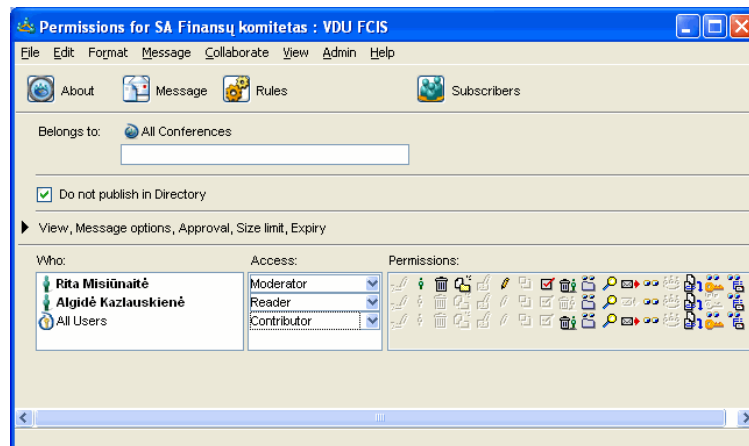 Permissions for SA Finansų komitetas : VDU FCIS
File Edit Format Message Collaborate View Admin Help
About Message Rules Subscribers
Belongs to: All Conferences
Do not publish in Directory
View, Message options, Approval, Size limit, Expiry
Who: Access: Permissions:
Rita Misiūnaitė Moderator
Algidė Kazlauskienė Reader
All Users Contributor